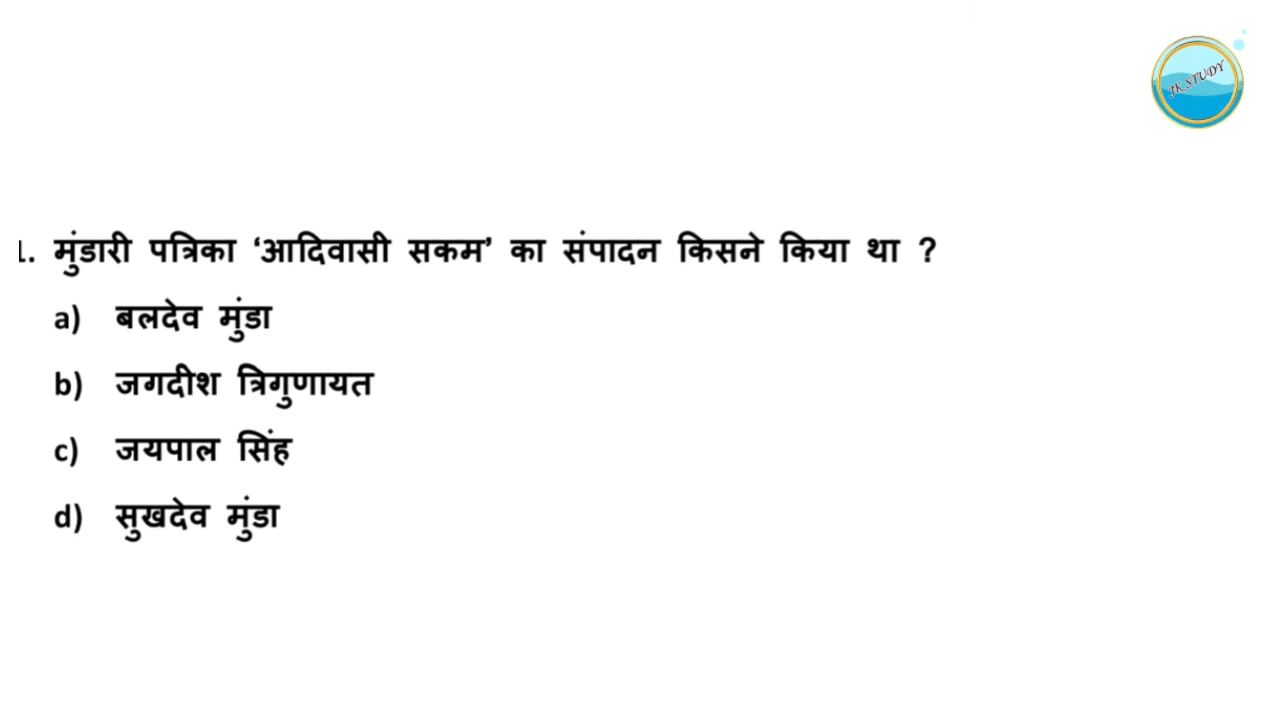 JK STUDY
1. मुंडारी पत्रिका ‘आदिवासी सकम’ का संपादन किसने किया था ?
a) बलदेव मुंडा
b) जगदीश त्रिगुणायत
c) जयपाल सिंह
d) सुखदेव मुंडा